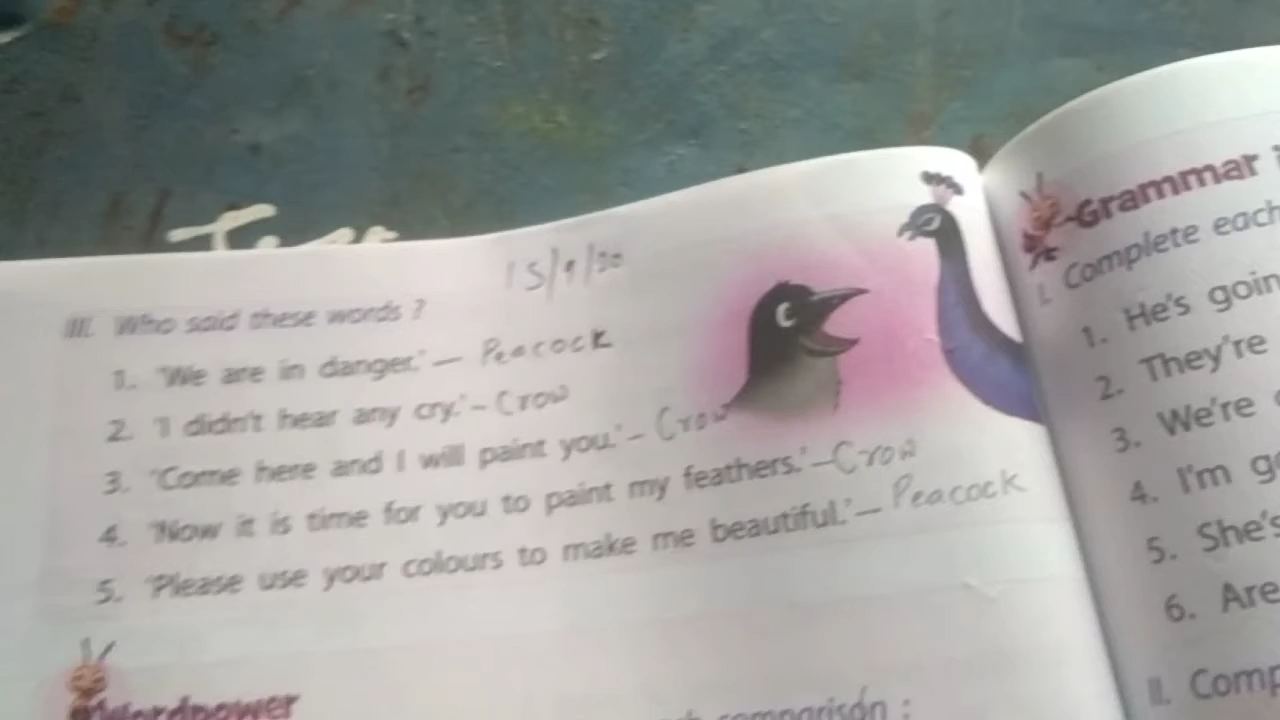 15/9/20
III. Who said these words ?
1. 'We are in danger.' — Peacock
2. 'I didn't hear any cry.' – Crow
3. 'Come here and I will paint you.' – Crow
4. 'Now it is time for you to paint my feathers.' – Crow
5. 'Please use your colours to make me beautiful.' – Peacock
Wordpower
comparison :
Grammar i
I. Complete each
1. He's goin
2. They're
3. We're
4. I'm go
5. She's
6. Are
II. Comp